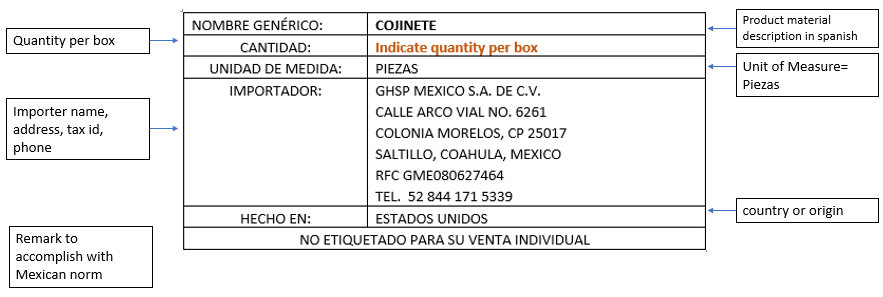 NOMBRE GENÉRICO: COJINETE
Product material
description in spanish
Quantity per box
CANTIDAD: Indicate quantity per box
UNIDAD DE MEDIDA: PIEZAS
Unit of Measure=
Piezas
IMPORTADOR: GHSP MEXICO S.A. DE C.V.
CALLE ARCO VIAL NO. 6261
COLONIA MORELOS, CP 25017
SALTILLO, COAHULA, MEXICO
RFC GME080627464
TEL. 52 844 171 5339
Importer name,
address, tax id,
phone
HECHO EN: ESTADOS UNIDOS
country or origin
NO ETIQUETADO PARA SU VENTA INDIVIDUAL
Remark to
accomplish with
Mexican norm